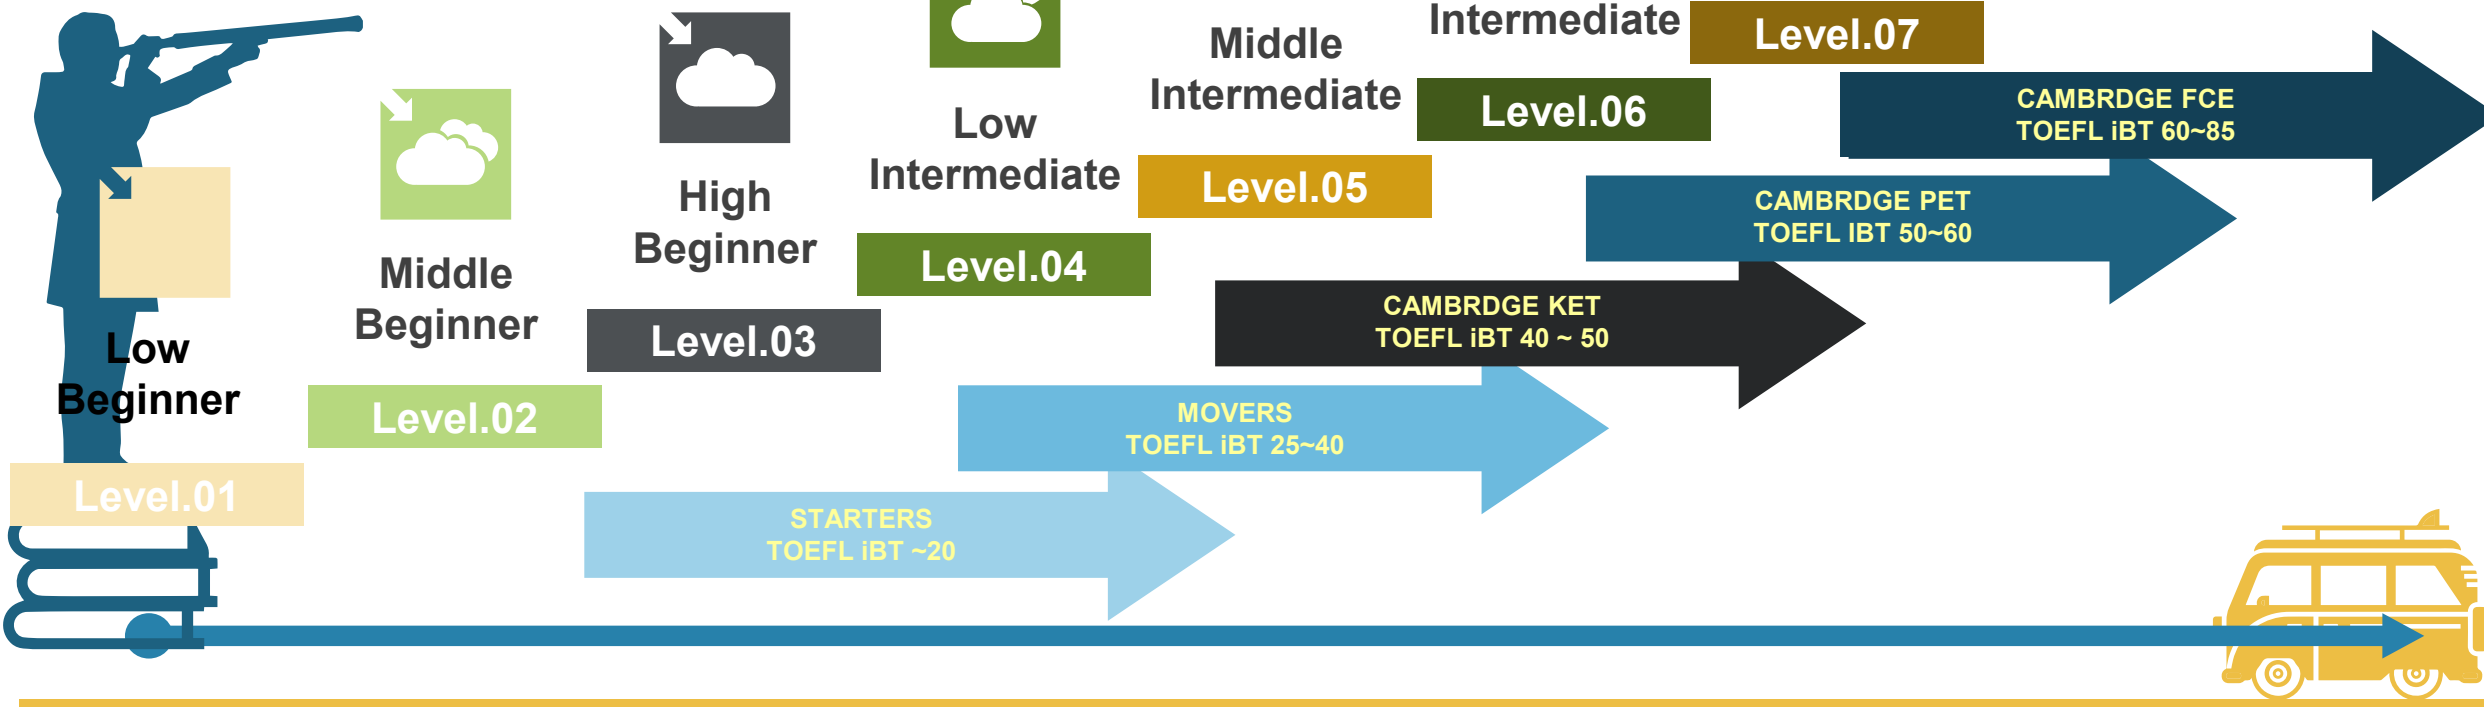 Low
Beginner
Level.01
Middle
Beginner
Level.02
High
Beginner
Level.03
Low
Intermediate
Level.04
Middle
Intermediate
Level.05
Intermediate
Level.06
Level.07
CAMBRDGE FCE
TOEFL iBT 60~85
CAMBRDGE PET
TOEFL IBT 50~60
CAMBRDGE KET
TOEFL iBT 40 ~ 50
MOVERS
TOEFL iBT 25~40
STARTERS
TOEFL iBT ~20